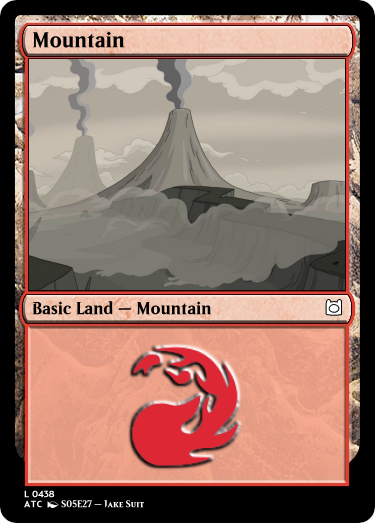 Mountain
Basic Land — Mountain
L 0438
ATC S05E27 — Jake Suit